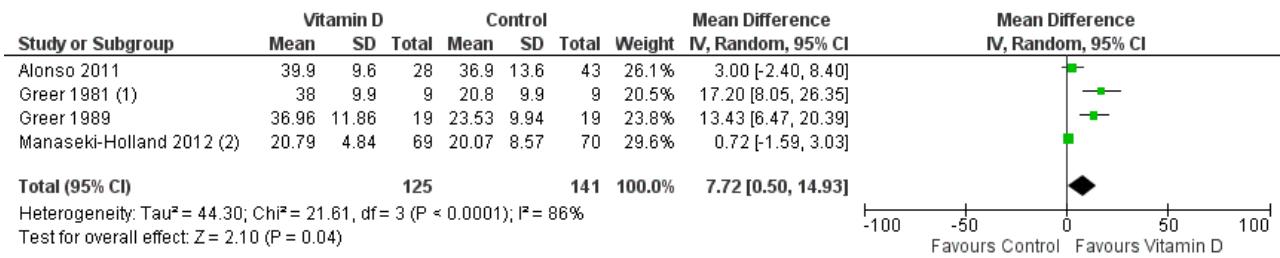 Vitamin D Control Mean Difference Mean Difference
Study or Subgroup Mean SD Total Mean SD Total Weight IV, Random, 95% CI IV, Random, 95% CI
Alonso 2011 39.9 9.6 28 36.9 13.6 43 26.1% 3.00 [-2.40, 8.40]
Greer 1981 (1) 38 9.9 9 20.8 9.9 9 20.5% 17.20 [8.05, 26.35]
Greer 1989 36.96 11.86 19 23.53 9.94 19 23.8% 13.43 [6.47, 20.39]
Manaseki-Holland 2012 (2) 20.79 4.84 69 20.07 8.57 70 29.6% 0.72 [-1.59, 3.03]
Total (95% CI) 125 141 100.0% 7.72 [0.50, 14.93]
Heterogeneity: Tau² = 44.30; Chi² = 21.61, df = 3 (P < 0.0001); I² = 86%
Test for overall effect: Z = 2.10 (P = 0.04)
-100 -50 0 50 100
Favours Control Favours Vitamin D